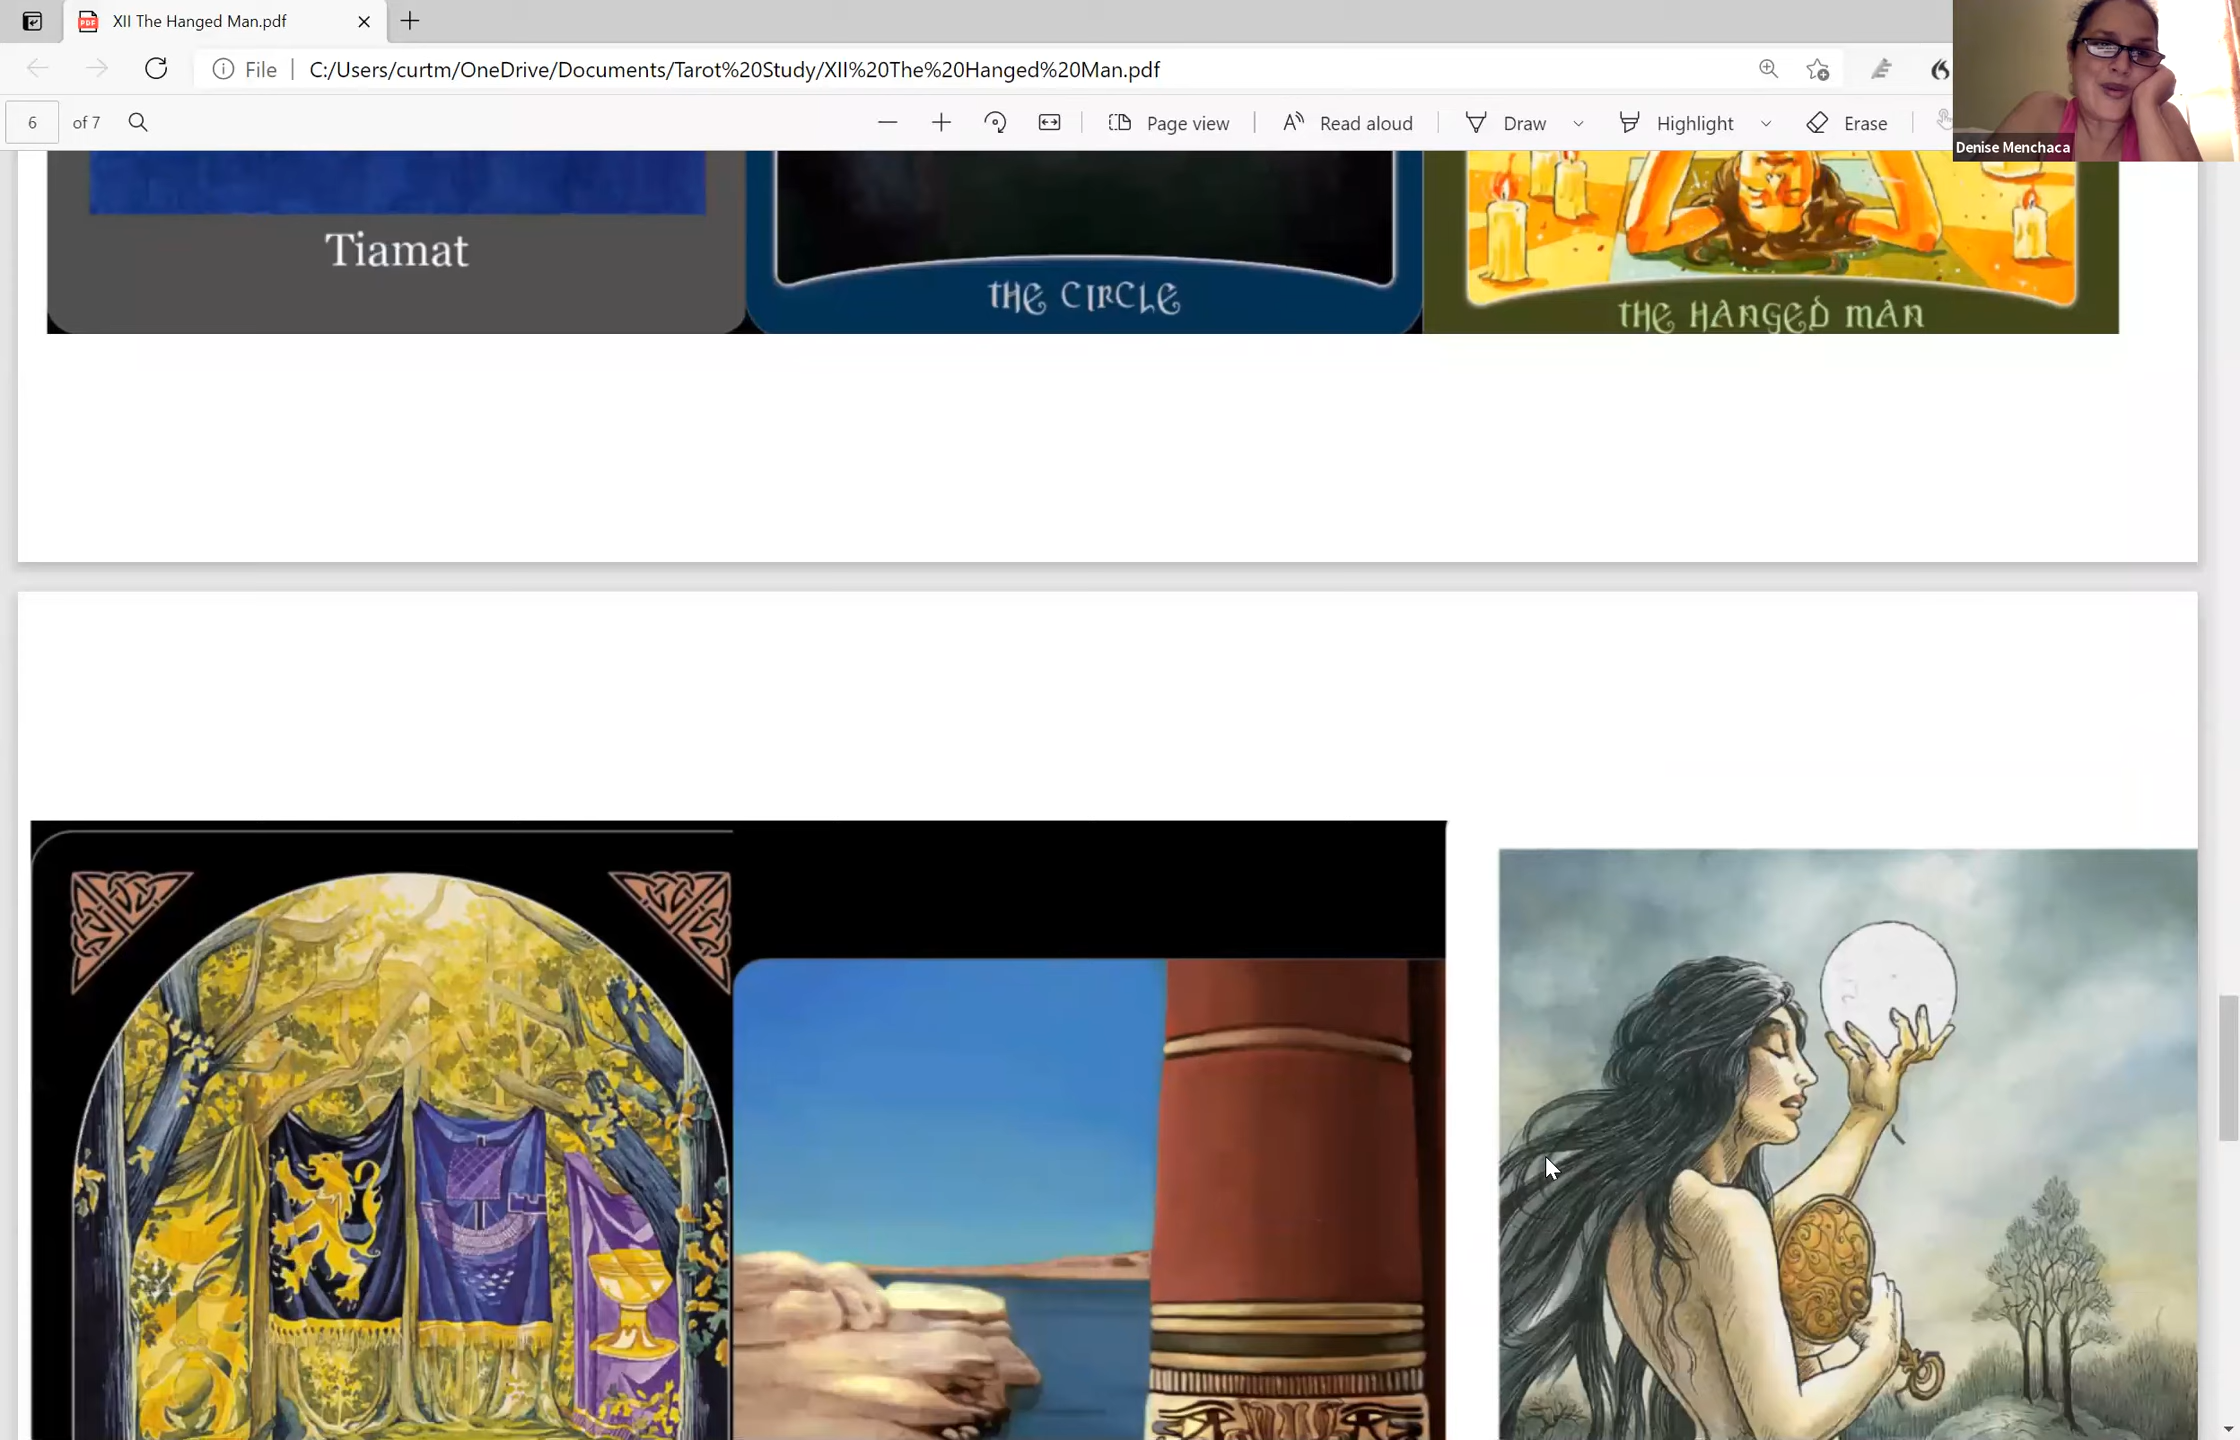 XII The Hanged Man.pdf
File
C:/Users/curtm/OneDrive/Documents/Tarot%20Study/XII%20The%20Hanged%20Man.pdf
6 of 7
Page view
Read aloud
Draw
Highlight
Erase
Denise Menchaca
Tiamat
THE CIRCLE
THE HANGED MAN